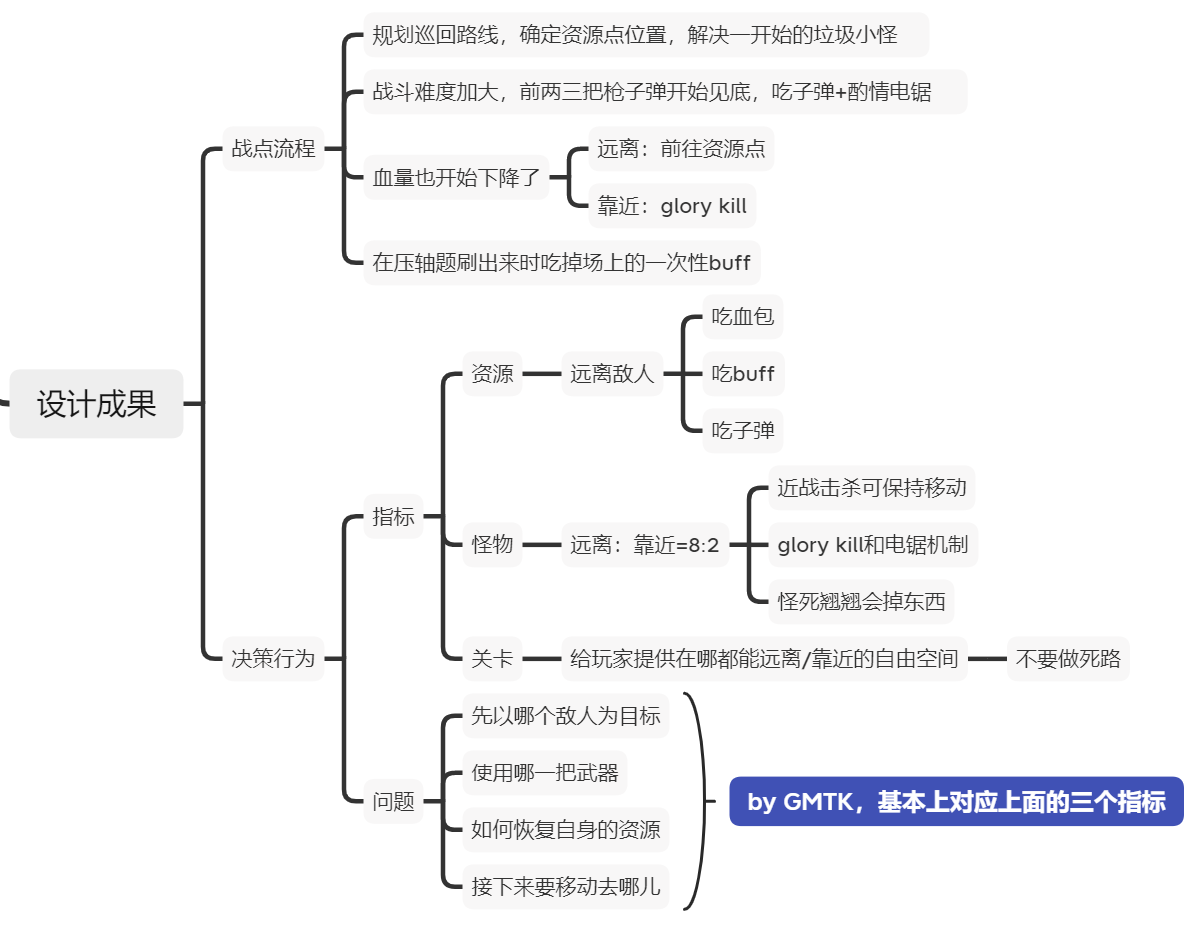 设计成果
战点流程
规划巡回路线，确定资源点位置，解决一开始的垃圾小怪
战斗难度加大，前两三把枪子弹开始见底，吃子弹+酌情电锯
血量也开始下降了
远离：前往资源点
靠近：glory kill
在压轴题刷出来时吃掉场上的一次性buff
决策行为
指标
资源
远离敌人
吃血包
吃buff
吃子弹
怪物
远离：靠近=8:2
近战击杀可保持移动
glory kill和电锯机制
怪死翘翘会掉东西
关卡
给玩家提供在哪都能远离/靠近的自由空间
不要做死路
问题
先以哪个敌人为目标
使用哪一把武器
如何恢复自身的资源
接下来要移动去哪儿
by GMTK，基本上对应上面的三个指标